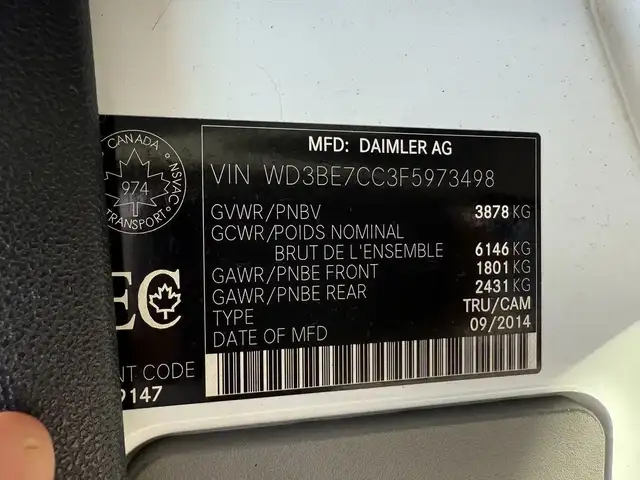 CANADA
NSVAC
974
TRANSPORT
EC
NT CODE
9147
MFD: DAIMLER AG
VIN WD3BE7CC3F5973498
GVWR/PNBV 3878 KG
GCWR/POIDS NOMINAL
BRUT DE L'ENSEMBLE 6146 KG
GAWR/PNBE FRONT 1801 KG
GAWR/PNBE REAR 2431 KG
TYPE TRU/CAM
DATE OF MFD 09/2014